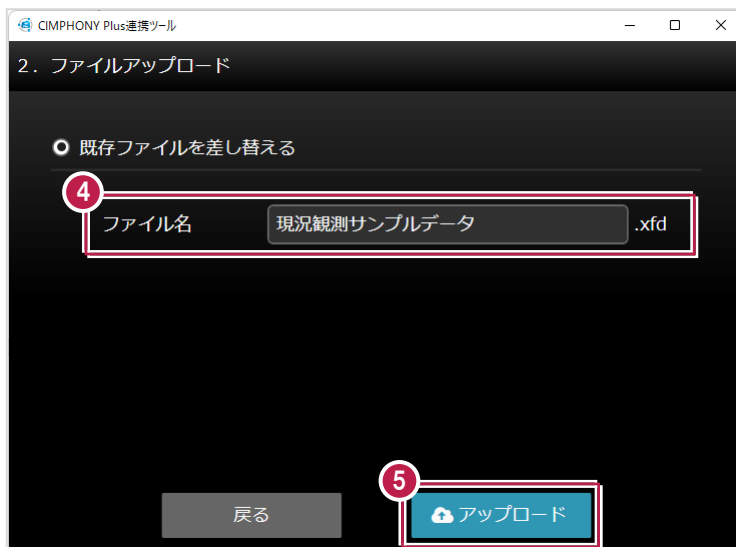 CIMPHONY Plus連携ツール
2．ファイルアップロード
既存ファイルを差し替える
4
ファイル名 現況観測サンプルデータ .xfd
5
戻る アップロード